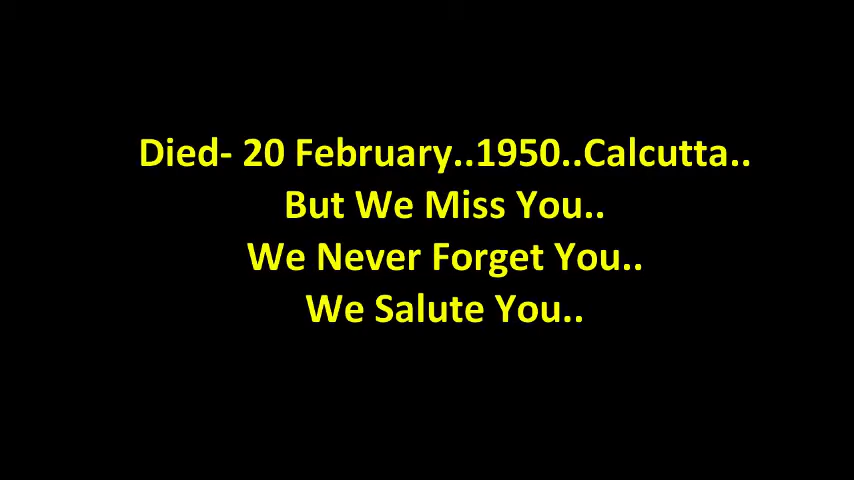 Died- 20 February..1950..Calcutta..
But We Miss You..
We Never Forget You..
We Salute You..